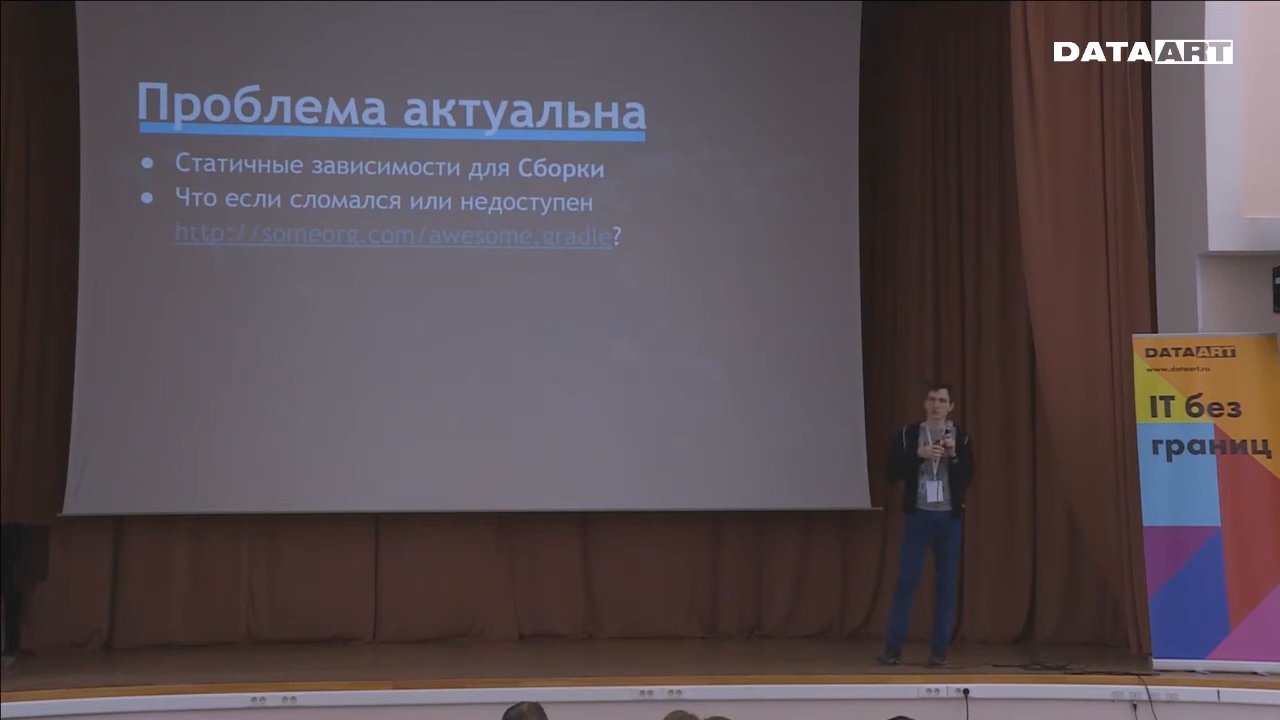 DATAART
Проблема актуальна
● Статичные зависимости для Сборки
● Что если сломался или недоступен
http://someorg.com/awesome.gradle?
DATAART
www.dataart.ru
IT без
границ